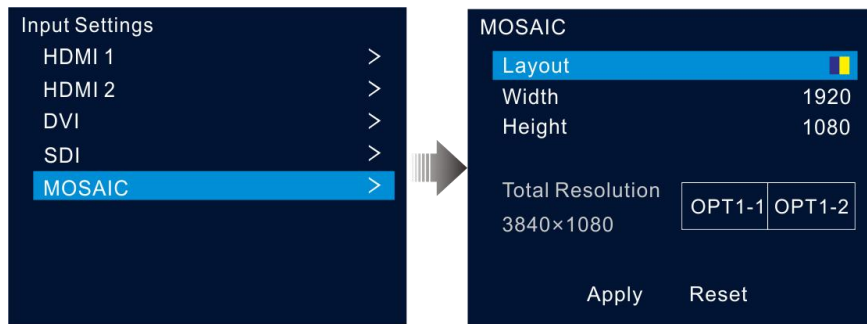 Input Settings
HDMI 1 >
HDMI 2 >
DVI >
SDI >
MOSAIC >
MOSAIC
Layout
Width 1920
Height 1080
Total Resolution
3840×1080
OPT1-1 OPT1-2
Apply Reset